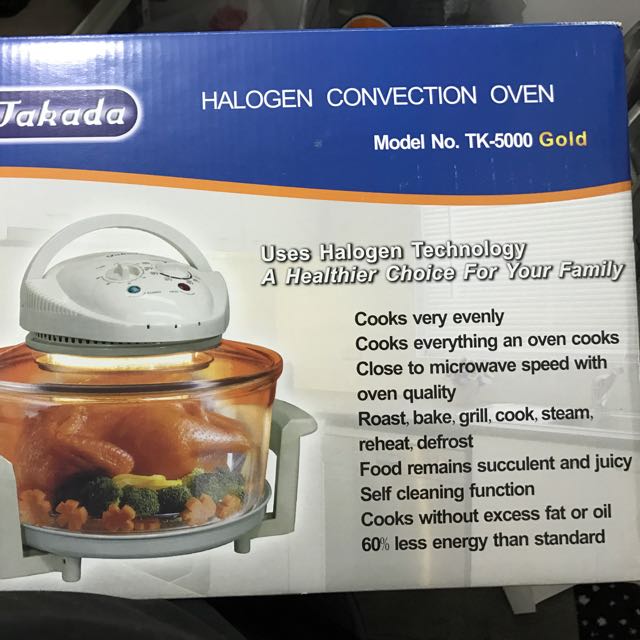 Takada
HALOGEN CONVECTION OVEN
Model No. TK-5000 Gold
Uses Halogen Technology
A Healthier Choice For Your Family
Cooks very evenly
Cooks everything an oven cooks
Close to microwave speed with
oven quality
Roast, bake, grill, cook, steam,
reheat, defrost
Food remains succulent and juicy
Self cleaning function
Cooks without excess fat or oil
60% less energy than standard